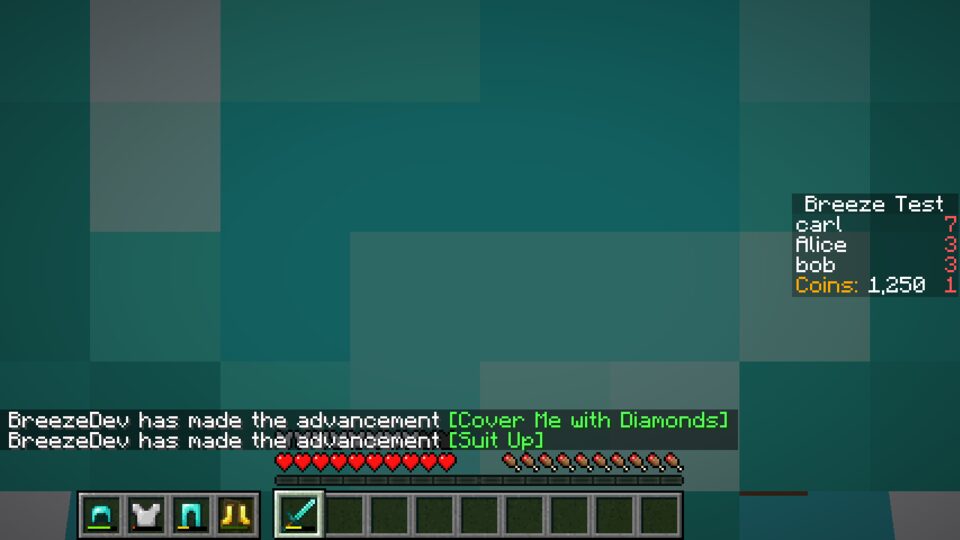 Breeze Test
carl 7
Alice 3
bob 3
Coins: 1,250 1
BreezeDev has made the advancement [Cover Me with Diamonds]
BreezeDev has made the advancement [Suit Up]